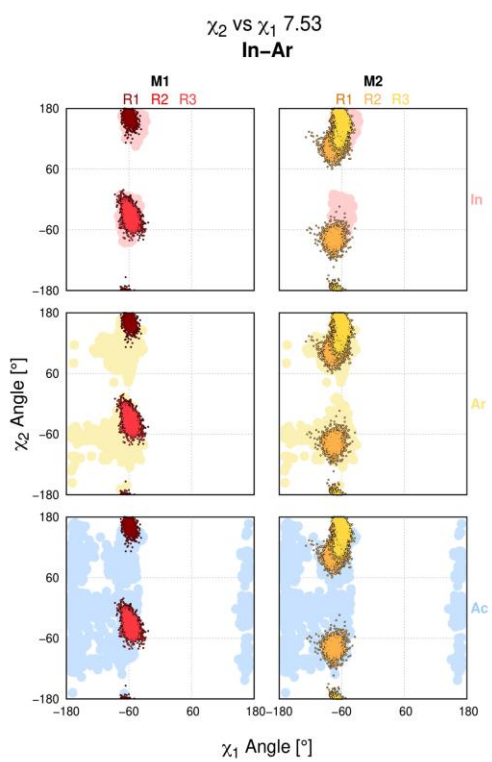 χ₂ vs χ₁ 7.53
In−Ar
M1 M2
R1 R2 R3 R1 R2 R3
180
60
−60
−180
In
180
60
−60
−180
Ar
180
60
−60
−180
Ac
χ₂ Angle [°]
−180 −60 60 180−180 −60 60 180
χ₁ Angle [°]